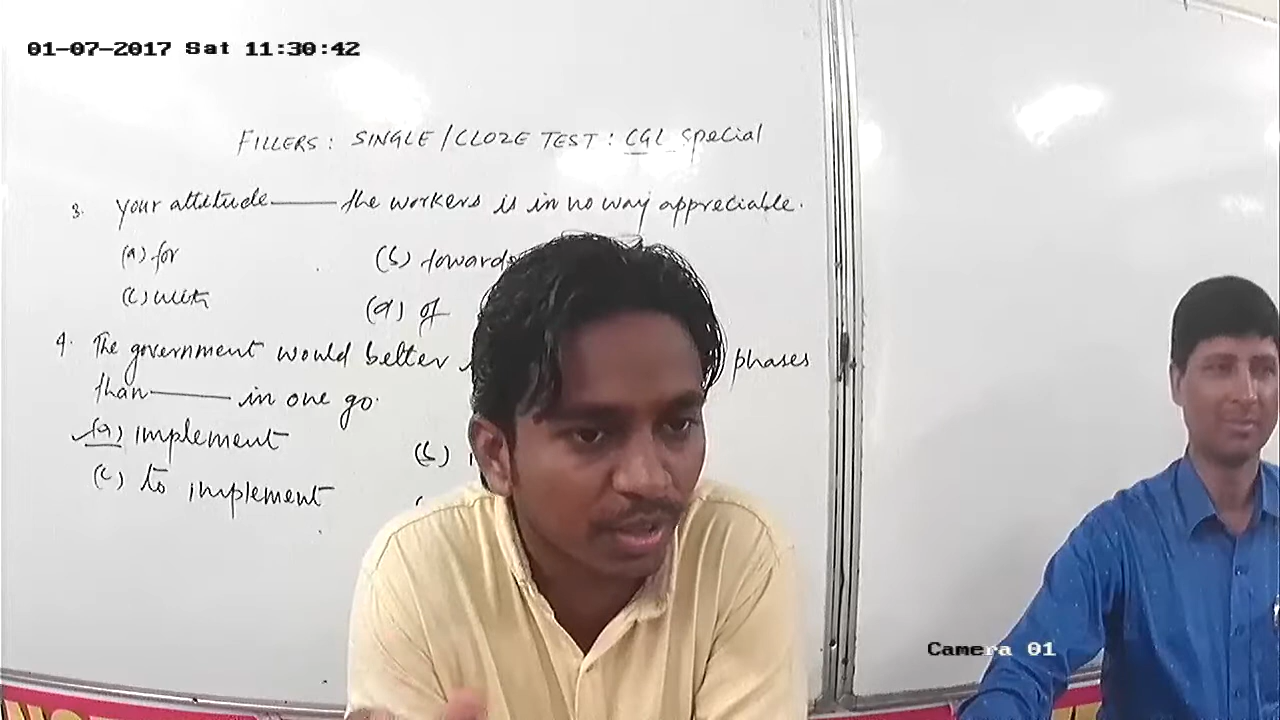 01-07-2017 Sat 11:30:42
FILLERS: SINGLE/CLOZE TEST: CGL Special
3. your attitude ——— the workers is in no way appreciable.
(a) for (b) towards
(c) with (d) of
4. The government would better phases
than ——— in one go.
(a) implement (b)
(c) to implement
Camera 01